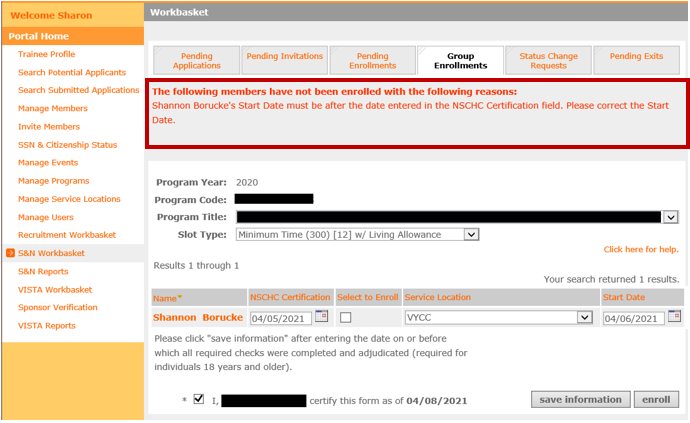 Welcome Sharon
Workbasket
Portal Home
Trainee Profile
Search Potential Applicants
Search Submitted Applications
Manage Members
Invite Members
SSN & Citizenship Status
Manage Events
Manage Programs
Manage Service Locations
Manage Users
Recruitment Workbasket
S&N Workbasket
S&N Reports
VISTA Workbasket
Sponsor Verification
VISTA Reports
Pending Applications
Pending Invitations
Pending Enrollments
Group Enrollments
Status Change Requests
Pending Exits
The following members have not been enrolled with the following reasons:
Shannon Borucke's Start Date must be after the date entered in the NSCHC Certification field. Please correct the Start
Date.
Program Year: 2020
Program Code:
Program Title:
Slot Type: Minimum Time (300) [12] w/ Living Allowance
Click here for help.
Results 1 through 1
Your search returned 1 results.
Name* NSCHC Certification Select to Enroll Service Location Start Date
Shannon Borucke 04/05/2021 VYCC 04/06/2021
Please click "save information" after entering the date on or before
which all required checks were completed and adjudicated (required for
individuals 18 years and older).
* I, certify this form as of 04/08/2021
save information enroll